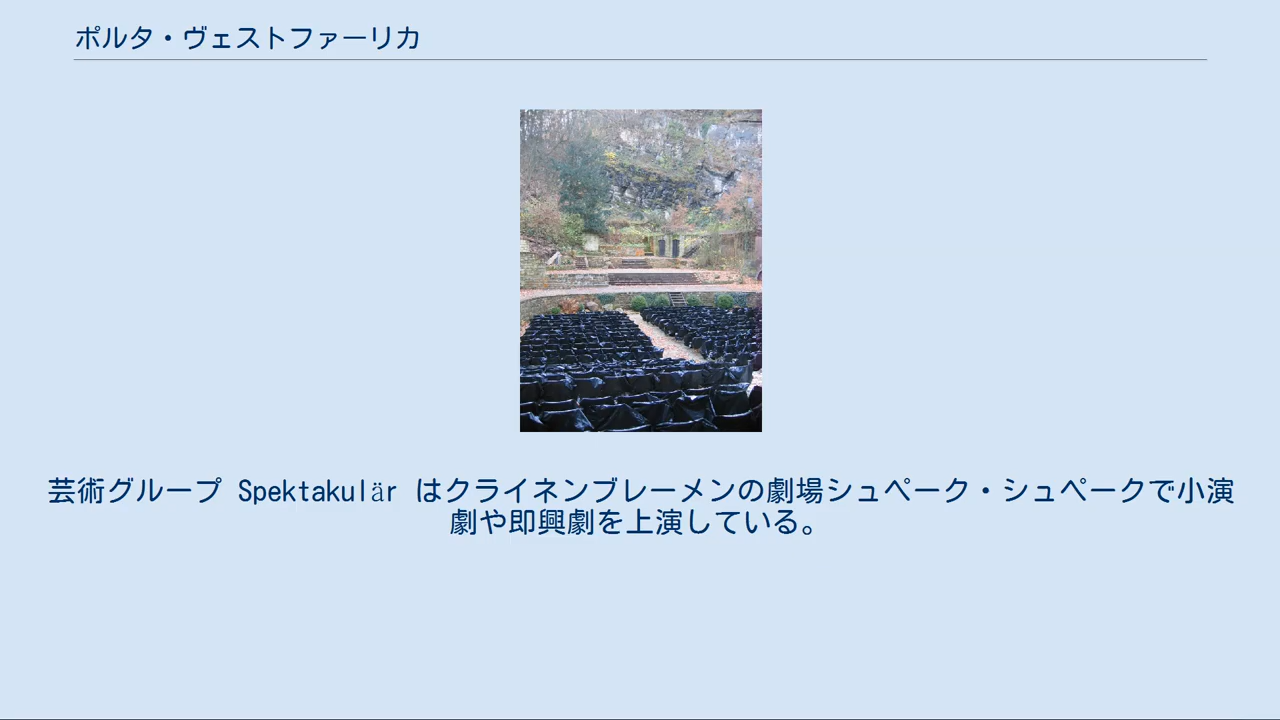 ポルタ・ヴェストファーリカ
芸術グループ Spektakulär はクライネンブレーメンの劇場シュペーク・シュペークで小演
劇や即興劇を上演している。